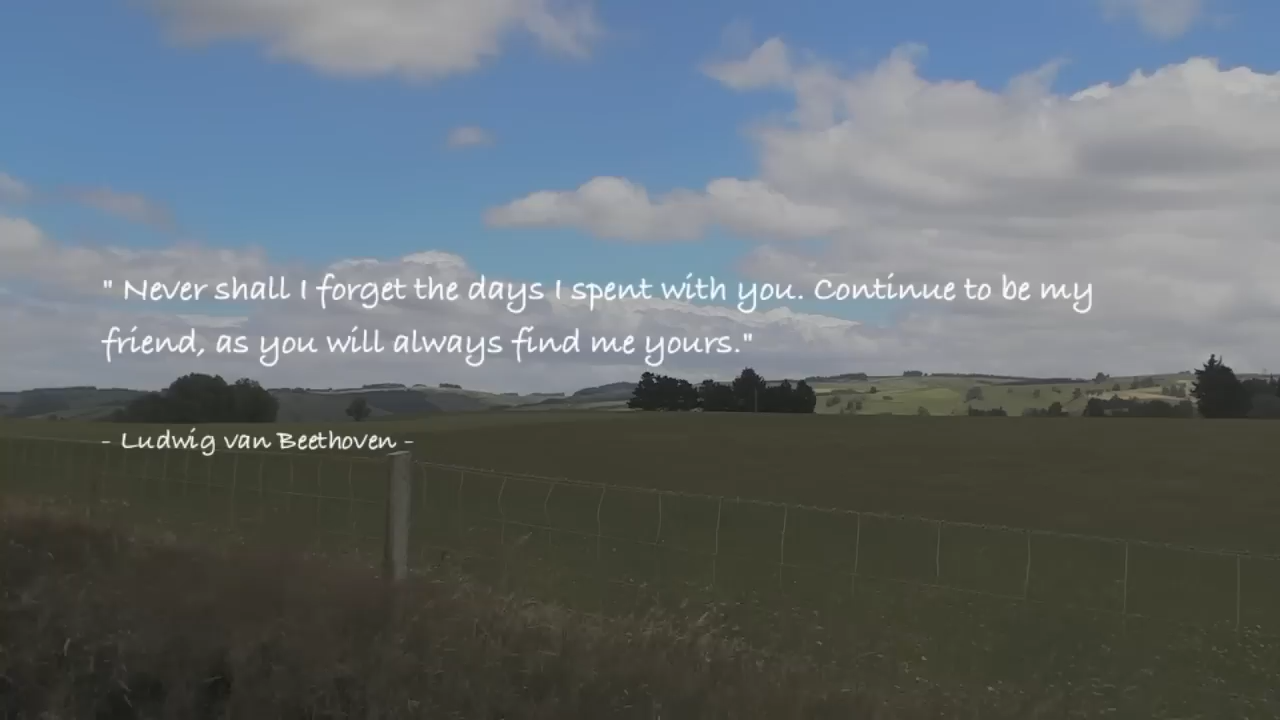 " Never shall I forget the days I spent with you. Continue to be my
friend, as you will always find me yours."
- Ludwig van Beethoven -